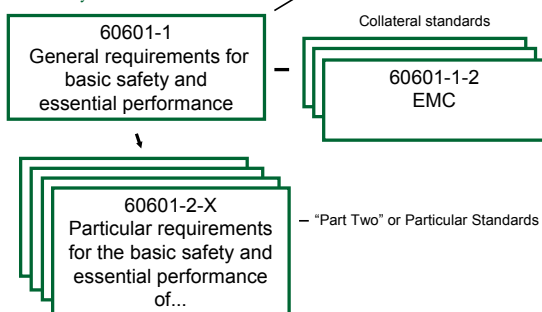 Collateral standards
60601-1
General requirements for
basic safety and
essential performance
60601-1-2
EMC
60601-2-X
Particular requirements
for the basic safety and
essential performance
of...
“Part Two” or Particular Standards